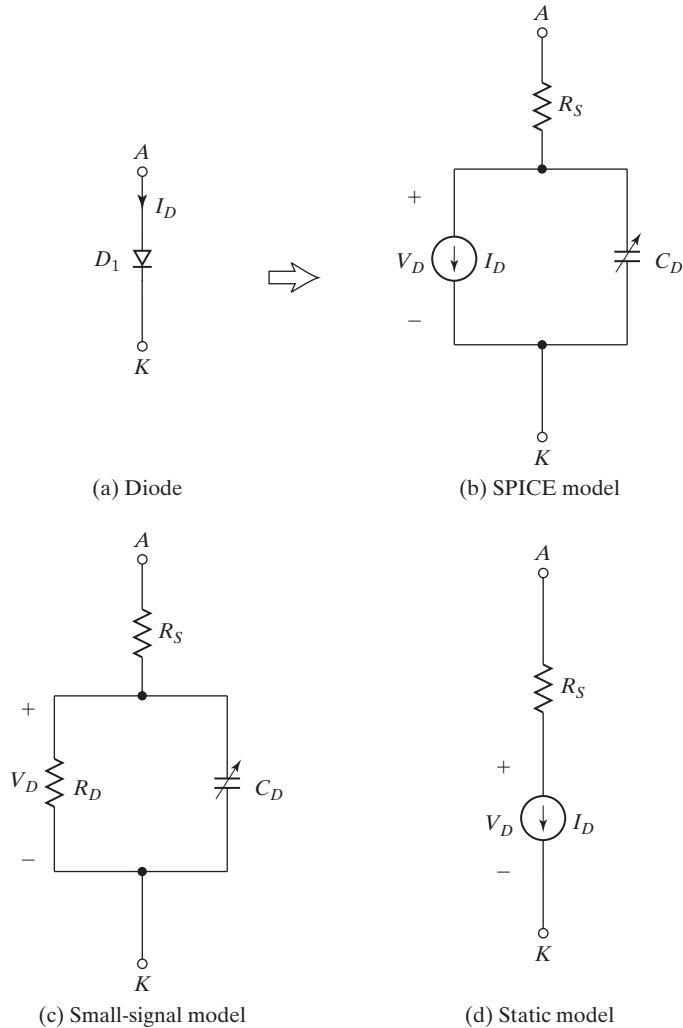 A
I_D
D_1
K
(a) Diode
A
R_S
+
V_D I_D
C_D
−
K
(b) SPICE model
A
R_S
+
V_D R_D
C_D
−
K
(c) Small-signal model
A
R_S
+
V_D I_D
−
K
(d) Static model